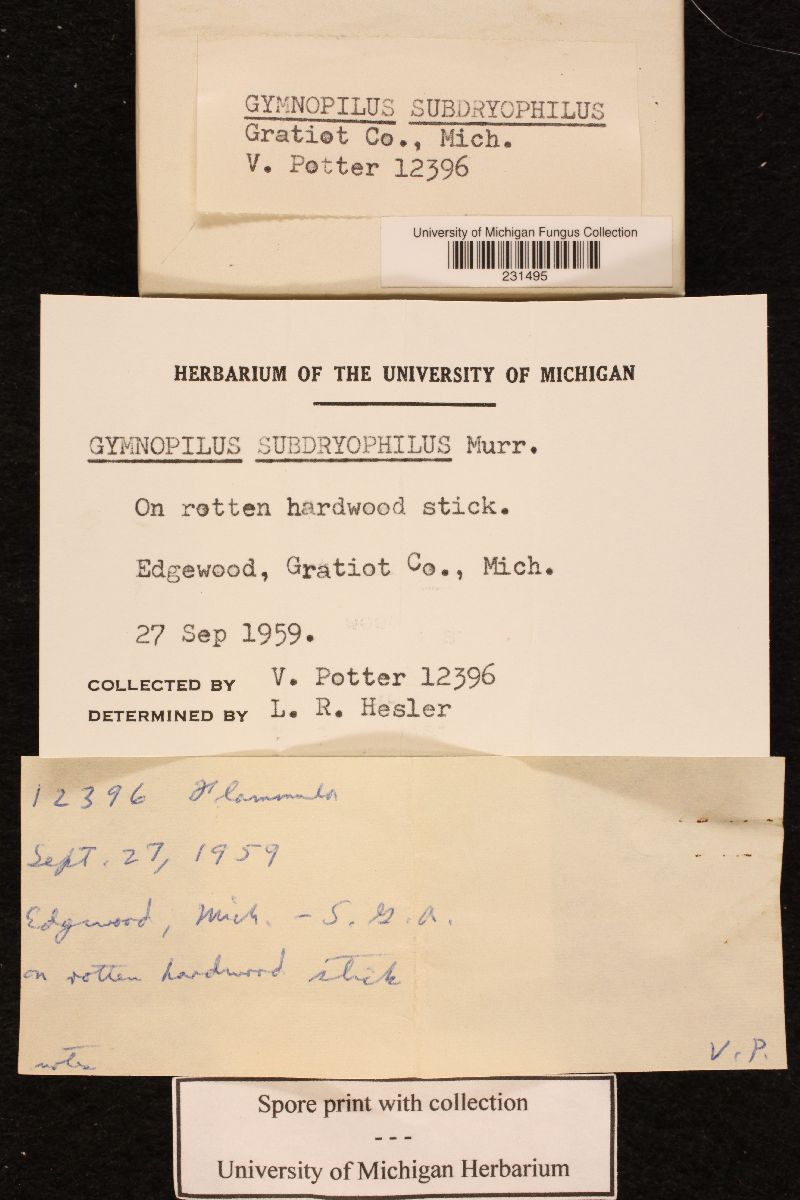 GYMNOPILUS SUBDRYOPHILUS
Gratiot Co., Mich.
V. Potter 12396
University of Michigan Fungus Collection
231495
HERBARIUM OF THE UNIVERSITY OF MICHIGAN
GYMNOPILUS SUBDRYOPHILUS Murr.
On rotten hardwood stick.
Edgewood, Gratiot Co., Mich.
27 Sep 1959.
COLLECTED BY V. Potter 12396
DETERMINED BY L. R. Hesler
12396 Flammula
Sept. 27, 1959
Edgwood, Mich. - S. G. A.
on rotten hardwood stick
notes
V. P.
Spore print with collection
---
University of Michigan Herbarium